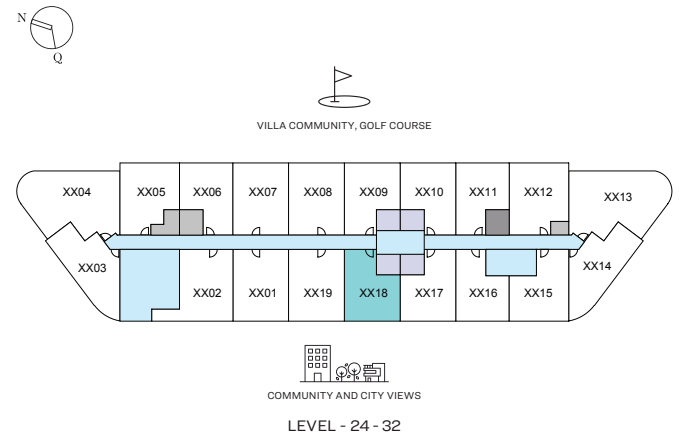 N
Q
VILLA COMMUNITY, GOLF COURSE
XX04 XX05 XX06 XX07 XX08 XX09 XX10 XX11 XX12 XX13
XX03 XX02 XX01 XX19 XX18 XX17 XX16 XX15 XX14
COMMUNITY AND CITY VIEWS
LEVEL - 24 - 32